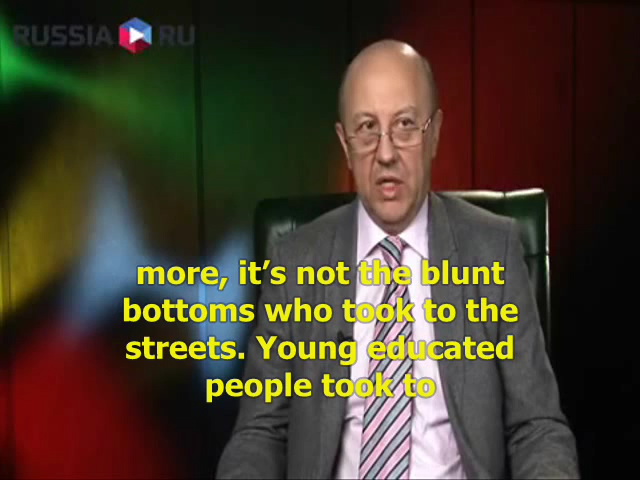 RUSSIA RU
more, it’s not the blunt
bottoms who took to the
streets. Young educated
people took to